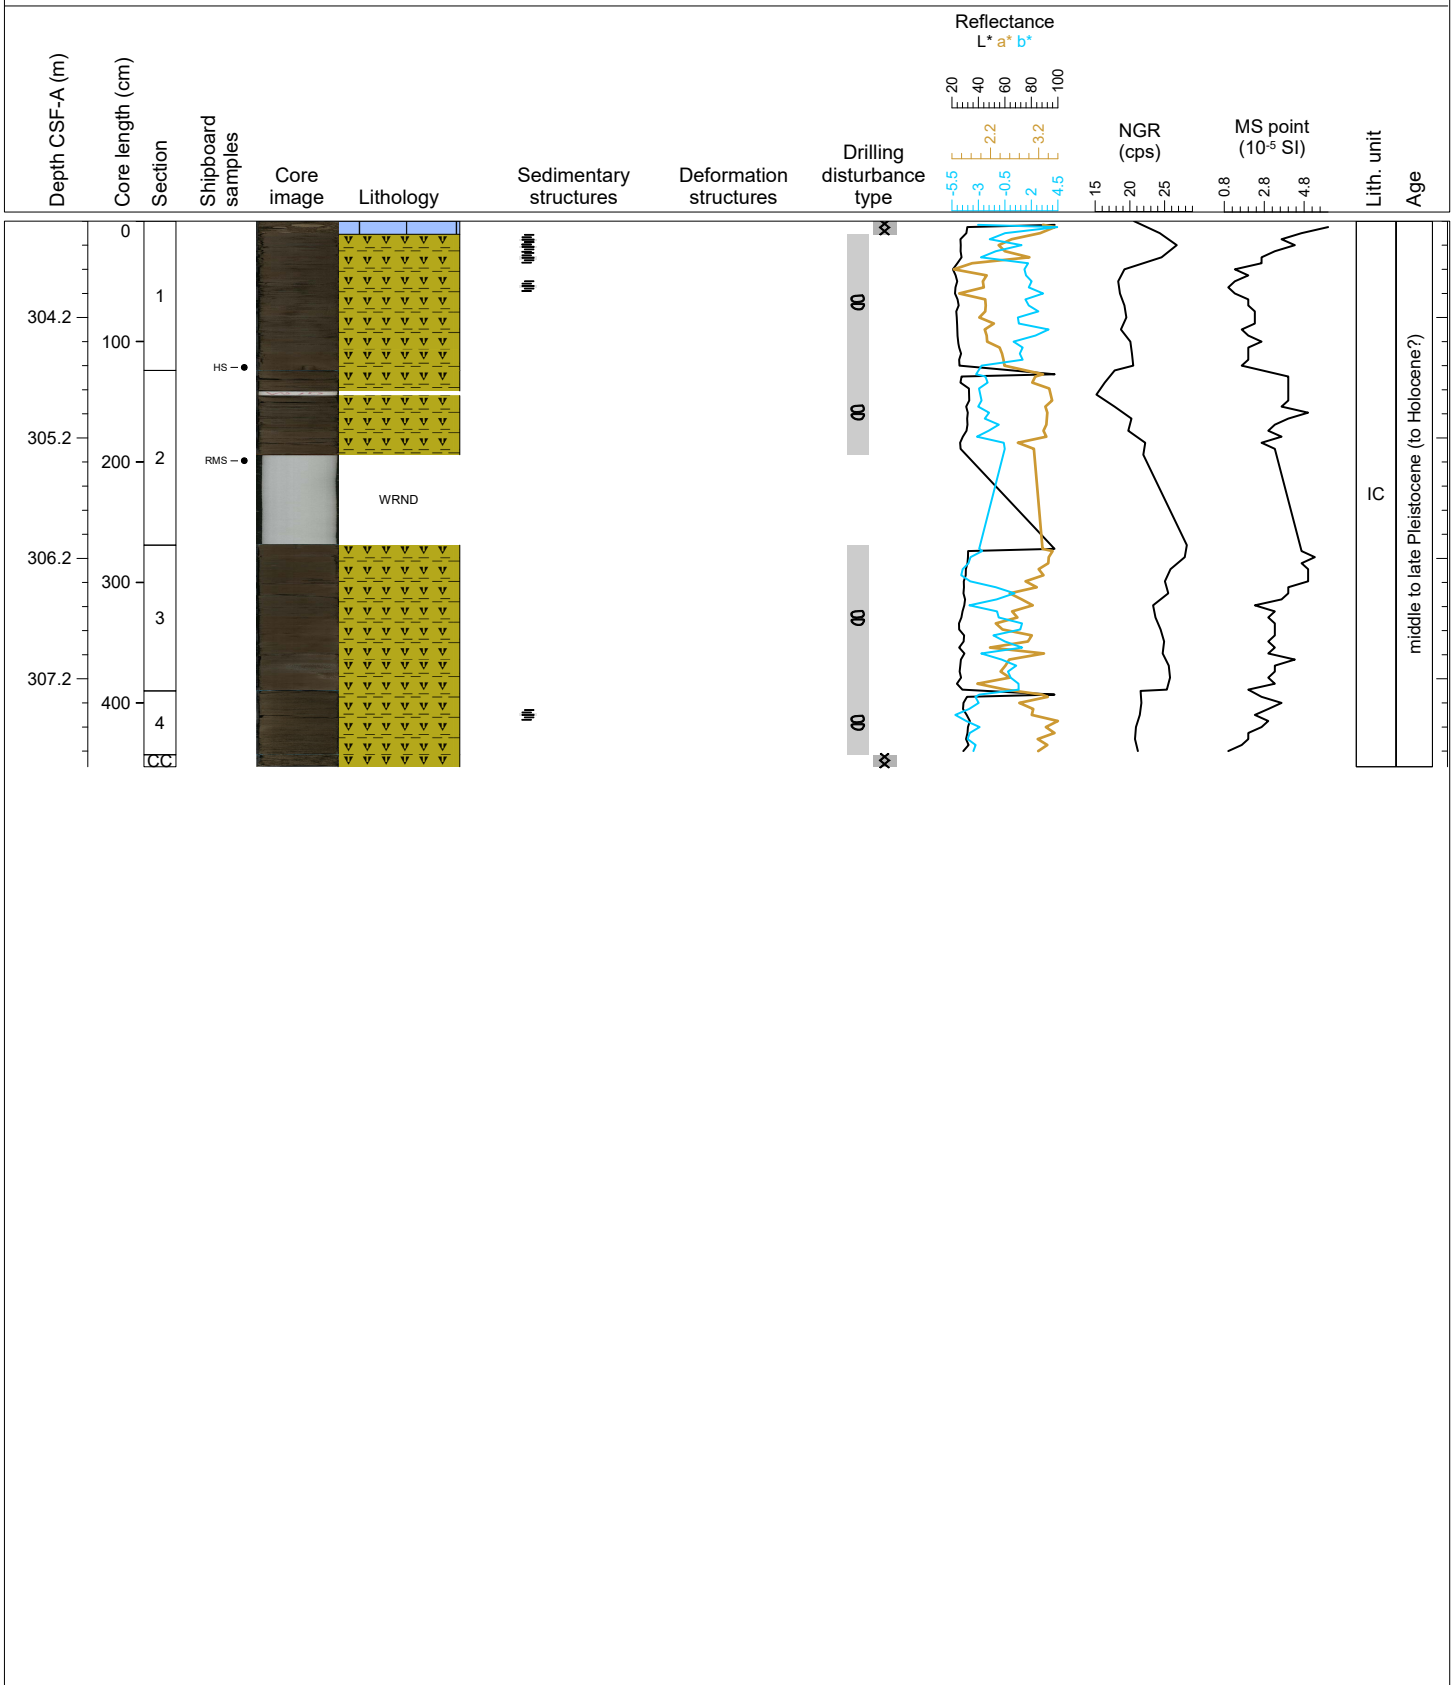 Depth CSF-A (m)
Core length (cm)
Section
Shipboard
samples
Core
image
Lithology
Sedimentary
structures
Deformation
structures
Drilling
disturbance
type
Reflectance
L* a* b*
20 40 60 80 100
2.2 3.2
-5.5 -3 -0.5 2 4.5
NGR
(cps)
15 20 25
MS point
(10-5 SI)
0.8 2.8 4.8
Lith. unit
Age
0
1
304.2
100
HS
305.2
2
200
RMS
WRND
IC
middle to late Pleistocene (to Holocene?)
306.2
300
3
307.2
400
4
CC